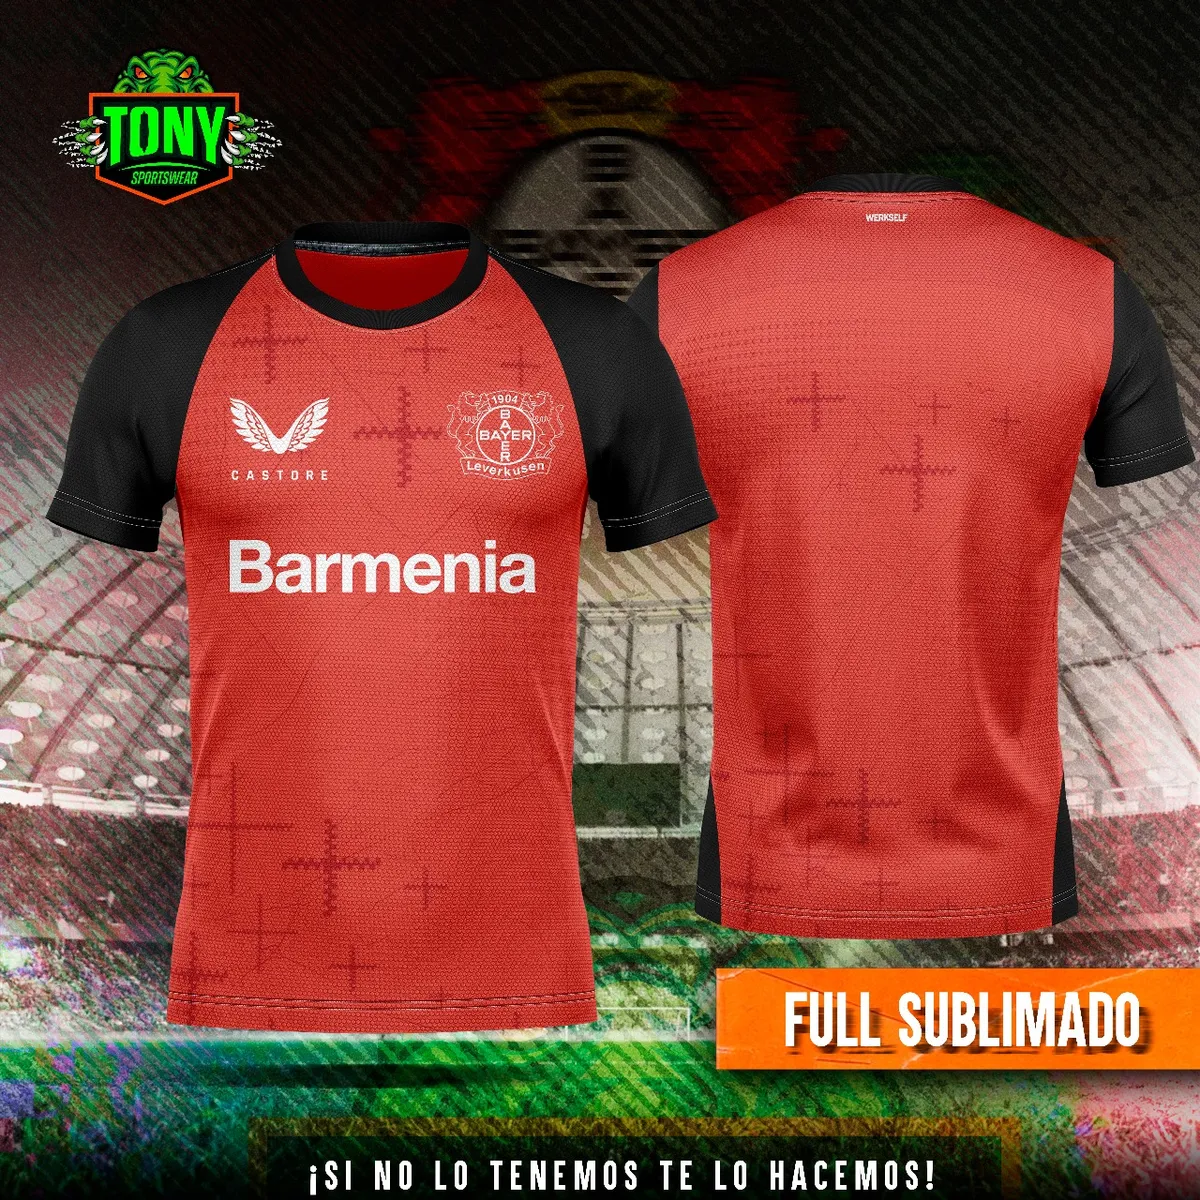 TONY
SPORTSWEAR
WERKSELF
CASTORE
1904
BAYER
BAYER
Leverkusen
Barmenia
FULL SUBLIMADO
¡SI NO LO TENEMOS TE LO HACEMOS!